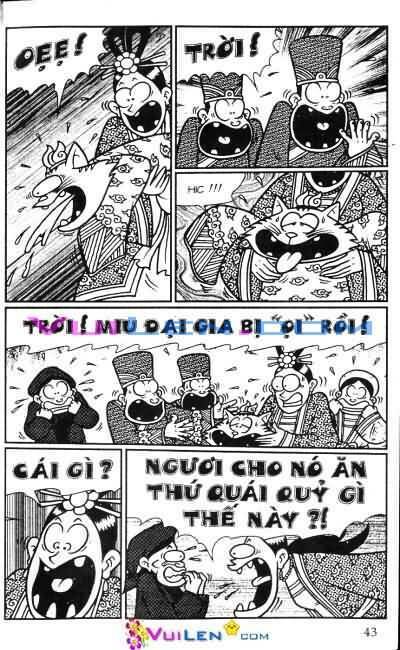 OẸẸ!
TRỜI!
HIC !!!
TRỜI! MIU ĐẠI GIA BỊ "ỌI" RỒI!
CÁI GÌ?
NGƯƠI CHO NÓ ĂN
THỨ QUÁI QUỶ GÌ
THẾ NÀY?!
43
VUILEN.COM